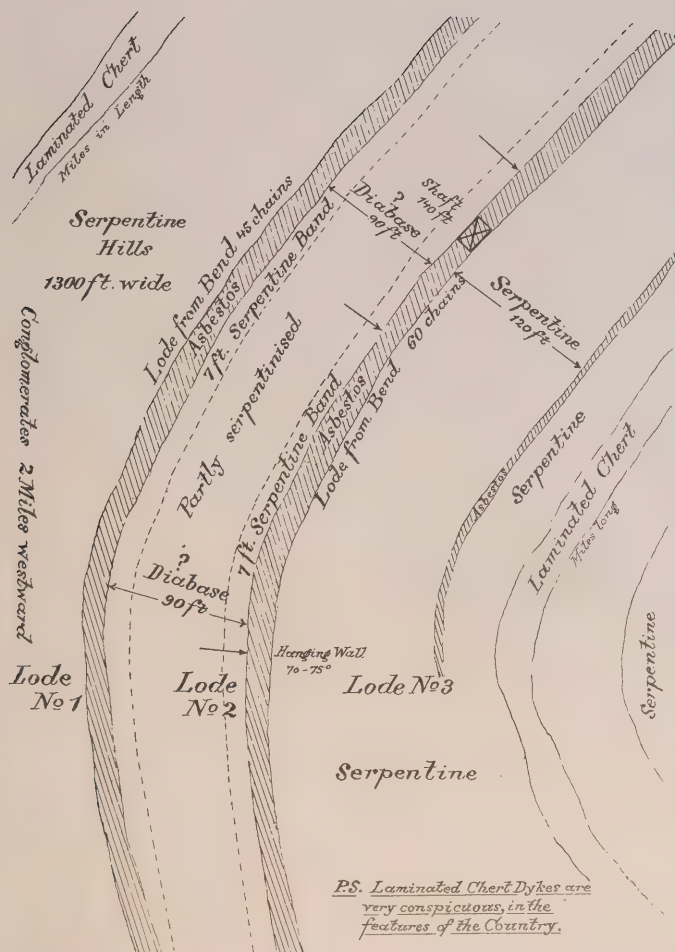 Laminated Chert
Miles in Length
Serpentine
Hills
1300 ft. wide
Conglomerates 2 Miles westward
Lode from Bend 45 chains
Asbestos
7 ft. Serpentine Band
Partly serpentinised
?
Diabase
90 ft
Shaft
140 ft
Serpentine
120 ft
7 ft. Serpentine Band
Asbestos
Lode from Bend 60 chains
Asbestos
Serpentine
Laminated Chert
Miles long
Serpentine
?
Diabase
90 ft
Hanging Wall
70-75°
Lode
No 1
Lode
No 2
Lode No 3
Serpentine
P.S. Laminated Chert Dykes are
very conspicuous, in the
features of the Country.